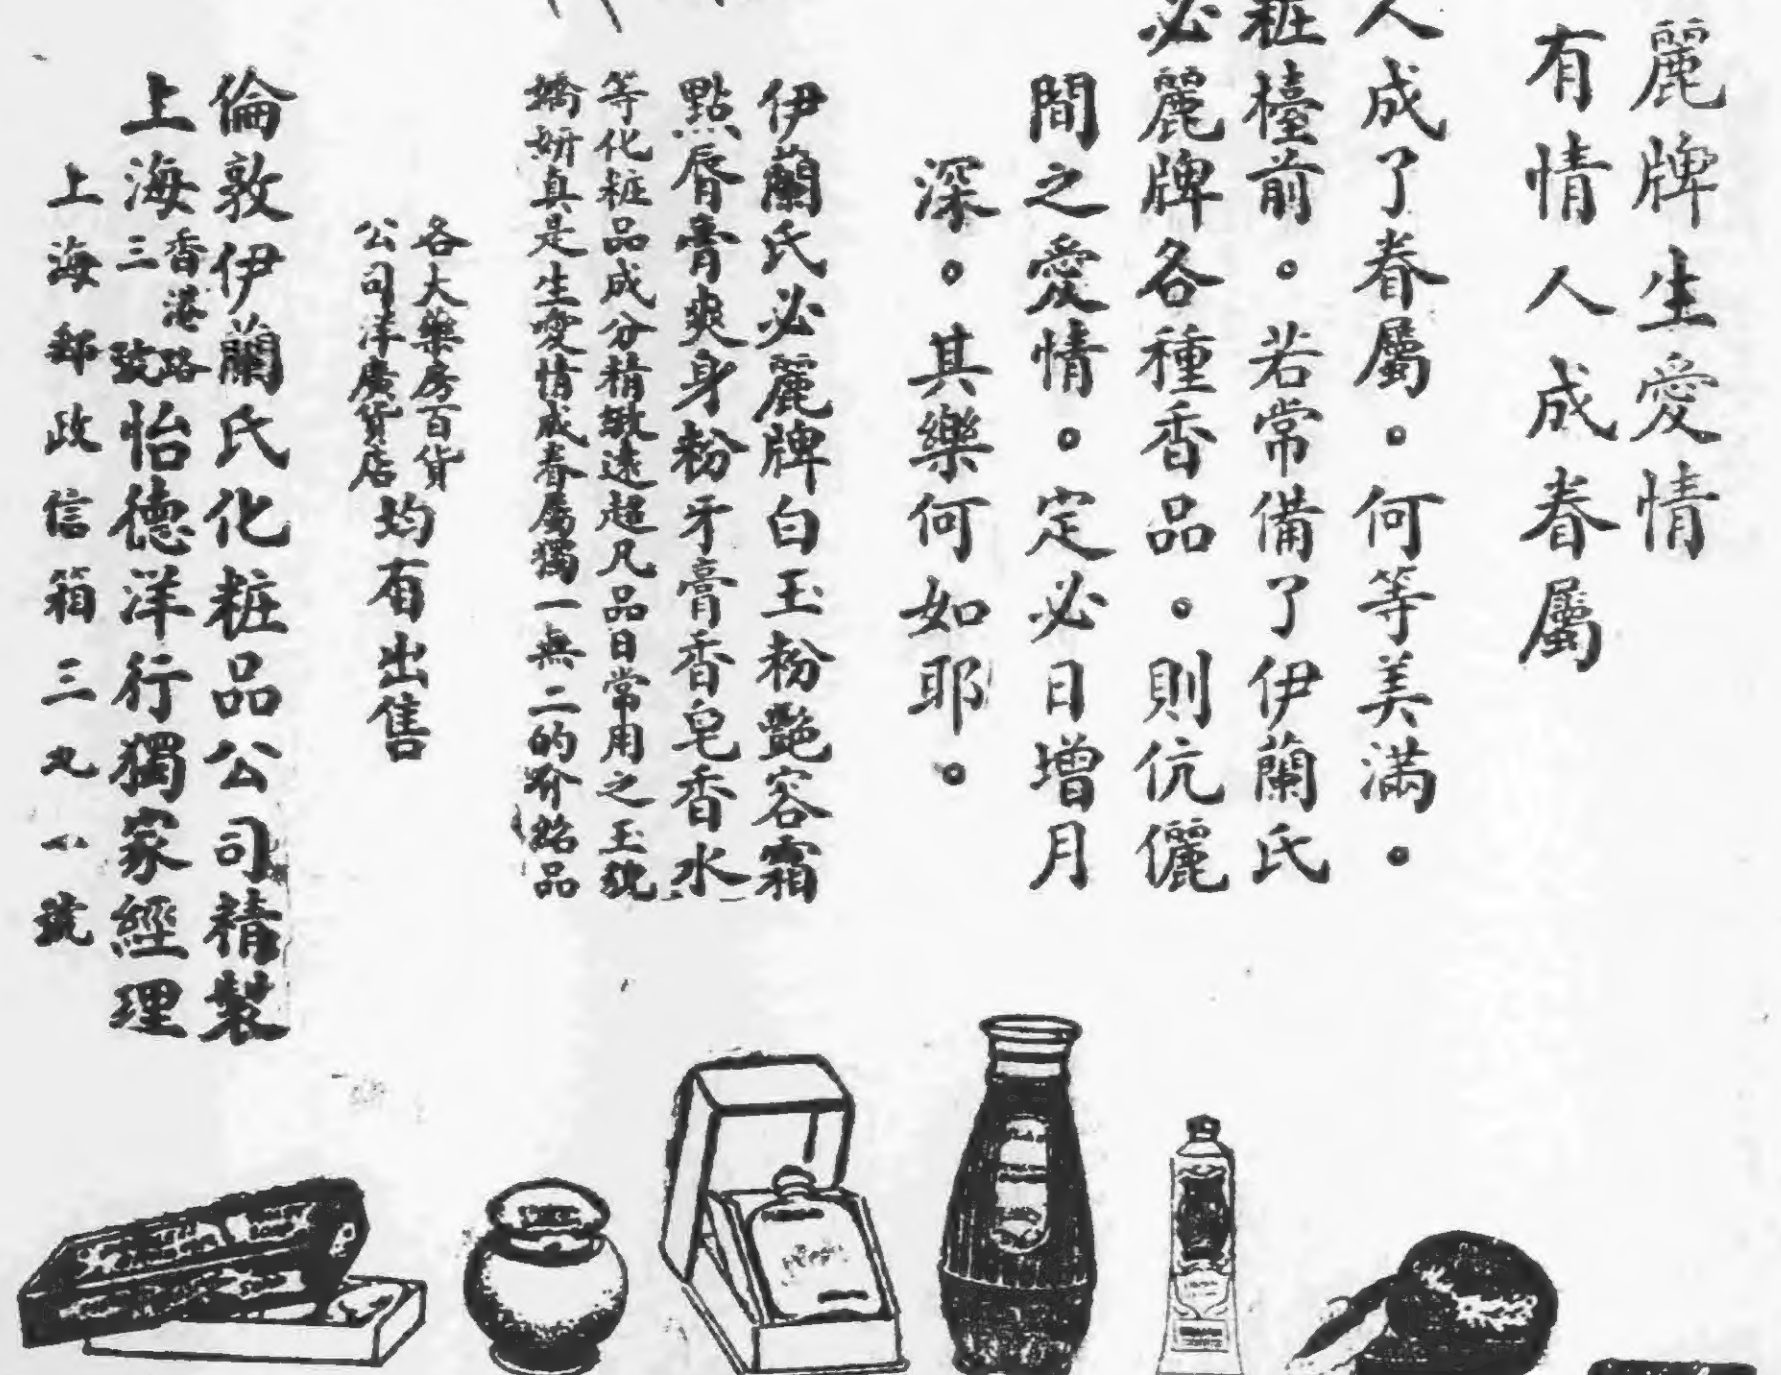 麗牌生愛情
有情人成眷屬
人成了眷屬。何等美滿。
粧檯前。若常備了伊蘭氏
必麗牌各種香品。則伉儷
間之愛情。定必日增月
深。其樂何如耶。
伊蘭氏必麗牌白玉粉艷容霜
點唇膏爽身粉牙膏香皂香水
等化粧品成分精緻遠超凡品日常用之玉貌
嬌妍真是生愛情成眷屬獨一無二的介紹品
各大藥房百貨
公司洋廣貨店
均有出售
倫敦伊蘭氏化粧品公司精製
上海香港路三號怡德洋行獨家經理
上海郵政信箱三九一號